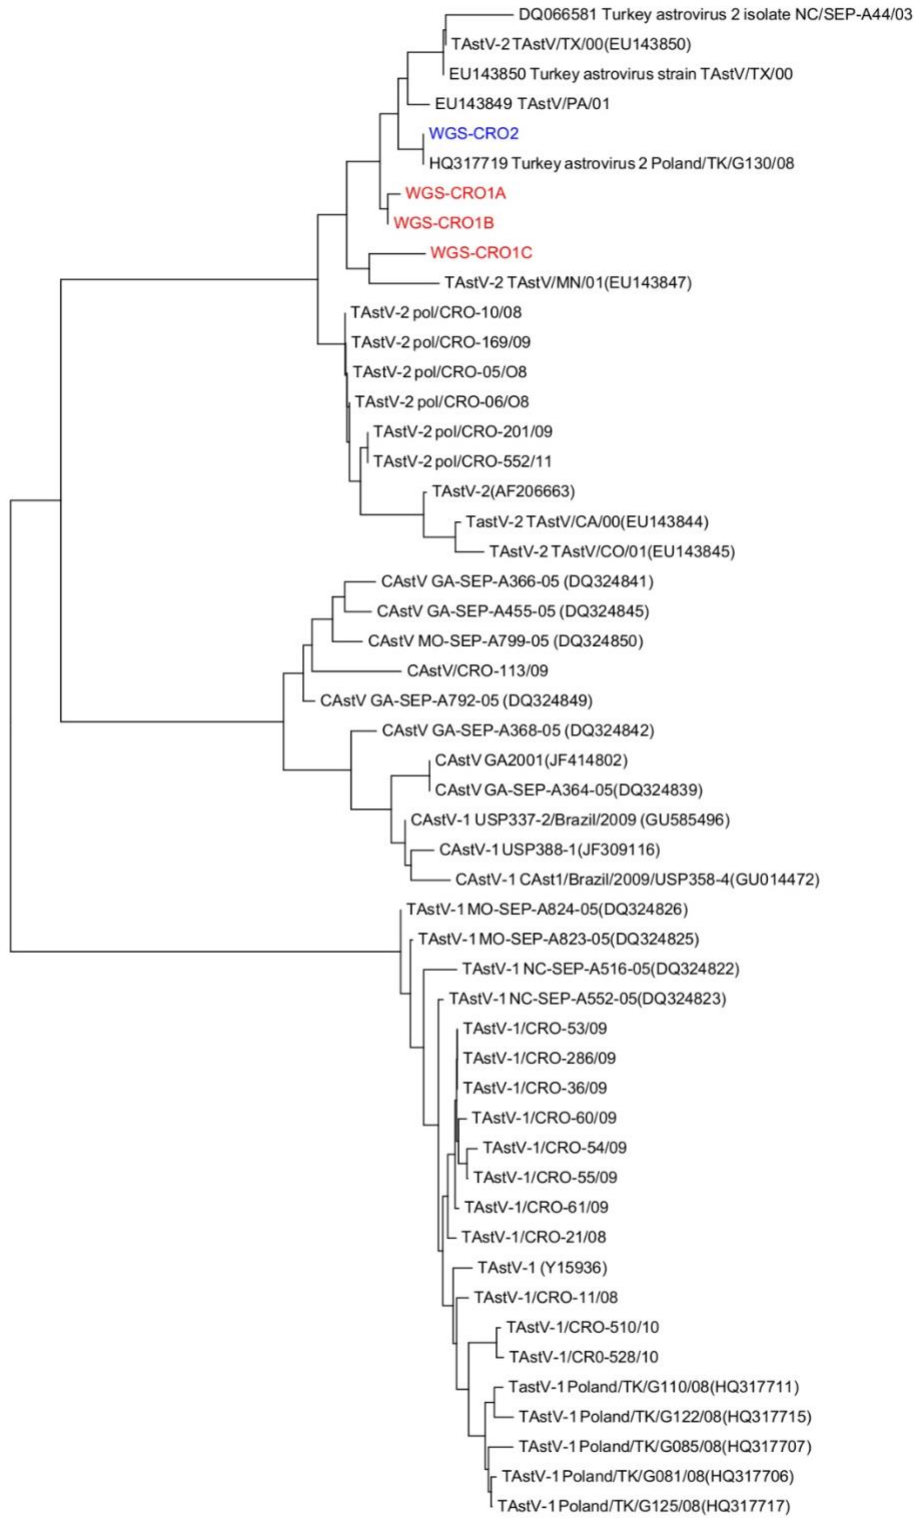 DQ066581 Turkey astrovirus 2 isolate NC/SEP-A44/03
TAstV-2 TAstV/TX/00(EU143850)
EU143850 Turkey astrovirus strain TAstV/TX/00
EU143849 TAstV/PA/01
WGS-CRO2
HQ317719 Turkey astrovirus 2 Poland/TK/G130/08
WGS-CRO1A
WGS-CRO1B
WGS-CRO1C
TAstV-2 TAstV/MN/01(EU143847)
TAstV-2 pol/CRO-10/08
TAstV-2 pol/CRO-169/09
TAstV-2 pol/CRO-05/O8
TAstV-2 pol/CRO-06/O8
TAstV-2 pol/CRO-201/09
TAstV-2 pol/CRO-552/11
TAstV-2(AF206663)
TastV-2 TAstV/CA/00(EU143844)
TAstV-2 TAstV/CO/01(EU143845)
CAstV GA-SEP-A366-05 (DQ324841)
CAstV GA-SEP-A455-05 (DQ324845)
CAstV MO-SEP-A799-05 (DQ324850)
CAstV/CRO-113/09
CAstV GA-SEP-A792-05 (DQ324849)
CAstV GA-SEP-A368-05 (DQ324842)
CAstV GA2001(JF414802)
CAstV GA-SEP-A364-05(DQ324839)
CAstV-1 USP337-2/Brazil/2009 (GU585496)
CAstV-1 USP388-1(JF309116)
CAstV-1 CAst1/Brazil/2009/USP358-4(GU014472)
TAstV-1 MO-SEP-A824-05(DQ324826)
TAstV-1 MO-SEP-A823-05(DQ324825)
TAstV-1 NC-SEP-A516-05(DQ324822)
TAstV-1 NC-SEP-A552-05(DQ324823)
TAstV-1/CRO-53/09
TAstV-1/CRO-286/09
TAstV-1/CRO-36/09
TAstV-1/CRO-60/09
TAstV-1/CRO-54/09
TAstV-1/CRO-55/09
TAstV-1/CRO-61/09
TAstV-1/CRO-21/08
TAstV-1 (Y15936)
TAstV-1/CRO-11/08
TAstV-1/CRO-510/10
TAstV-1/CR0-528/10
TastV-1 Poland/TK/G110/08(HQ317711)
TAstV-1 Poland/TK/G122/08(HQ317715)
TAstV-1 Poland/TK/G085/08(HQ317707)
TAstV-1 Poland/TK/G081/08(HQ317706)
TAstV-1 Poland/TK/G125/08(HQ317717)